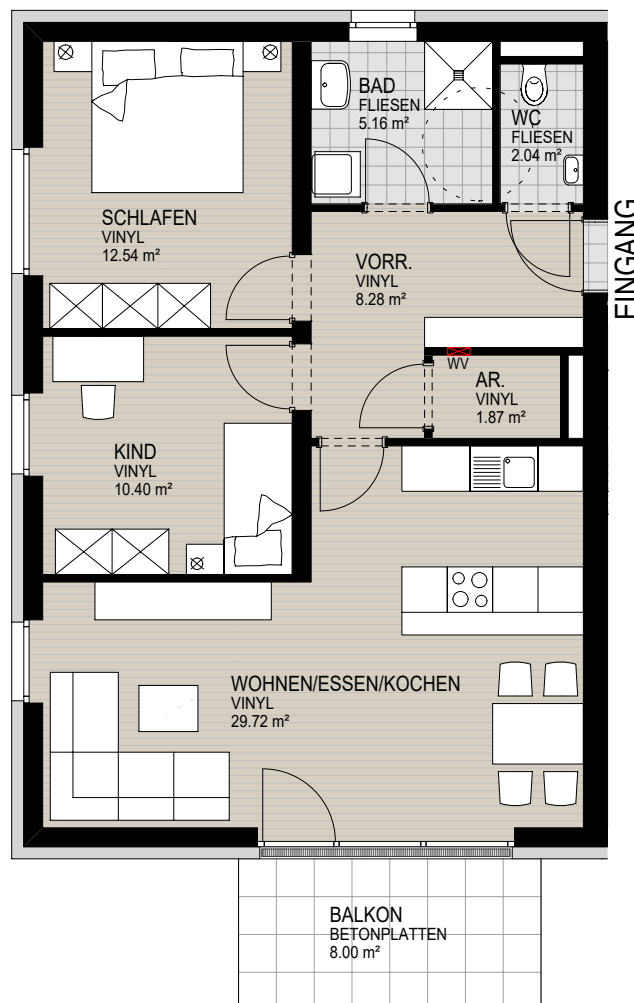 BAD
FLIESEN
5.16 m²
WC
FLIESEN
2.04 m²
EINGANG
SCHLAFEN
VINYL
12.54 m²
VORR.
VINYL
8.28 m²
WV
AR.
VINYL
1.87 m²
KIND
VINYL
10.40 m²
WOHNEN/ESSEN/KOCHEN
VINYL
29.72 m²
BALKON
BETONPLATTEN
8.00 m²